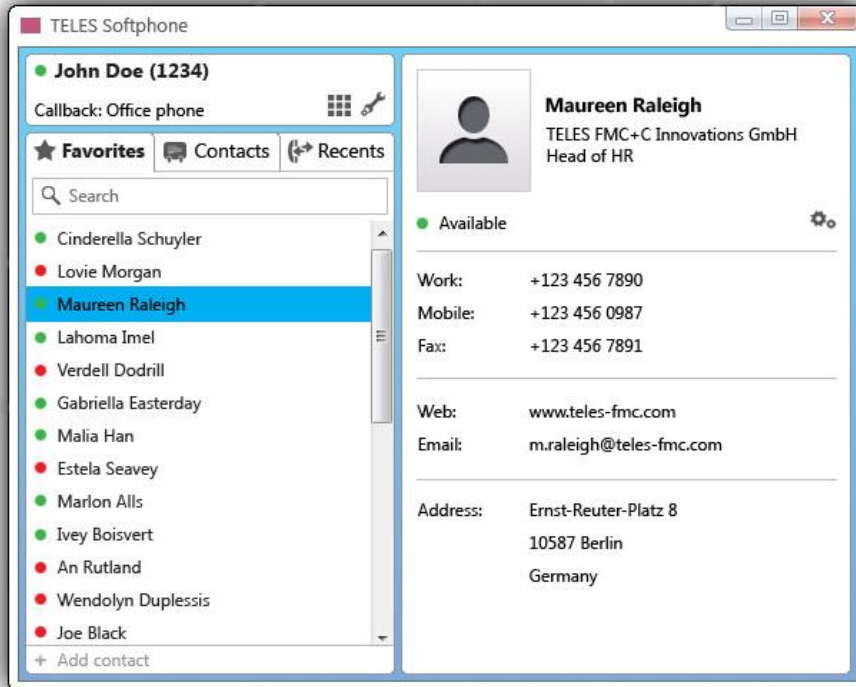 TELES Softphone
John Doe (1234)
Callback: Office phone
Favorites
Contacts
Recents
Search
Cinderella Schuyler
Lovie Morgan
Maureen Raleigh
Lahoma Imel
Verdell Dodrill
Gabriella Easterday
Malia Han
Estela Seavey
Marlon Alls
Ivey Boisvert
An Rutland
Wendolyn Duplessis
Joe Black
+ Add contact
Maureen Raleigh
TELES FMC+C Innovations GmbH
Head of HR
Available
Work: +123 456 7890
Mobile: +123 456 0987
Fax: +123 456 7891
Web: www.teles-fmc.com
Email: m.raleigh@teles-fmc.com
Address: Ernst-Reuter-Platz 8
10587 Berlin
Germany